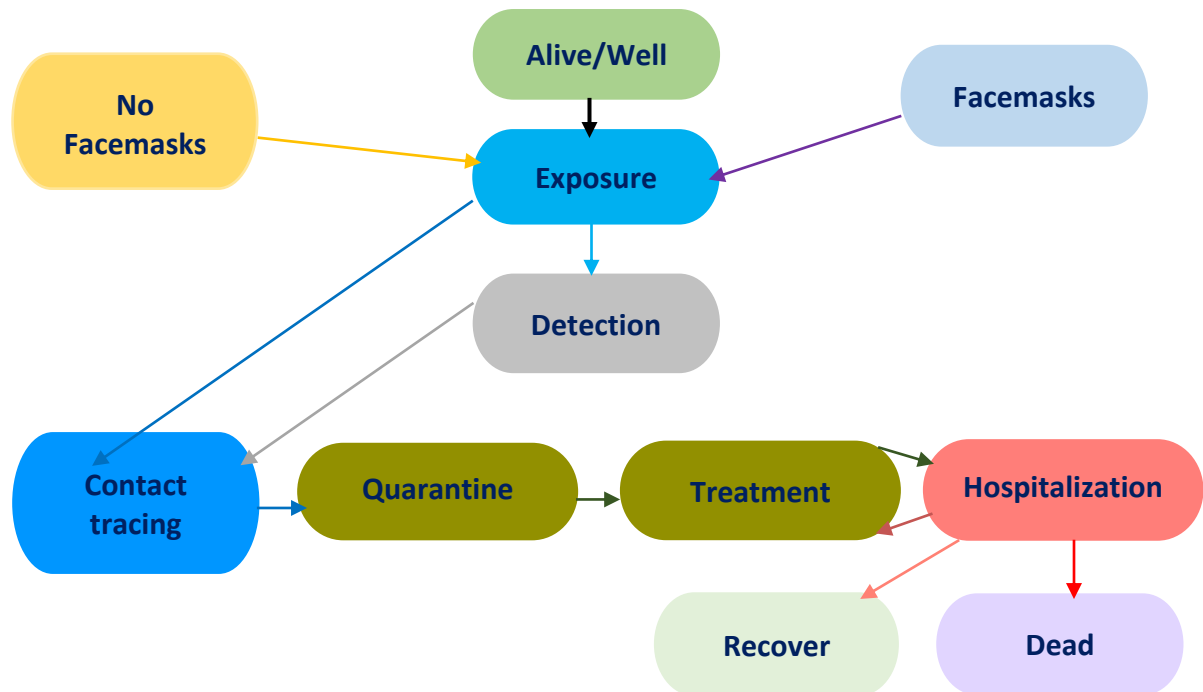 Alive/Well
No
Facemasks
Facemasks
Exposure
Detection
Contact
tracing
Quarantine
Treatment
Hospitalization
Recover
Dead